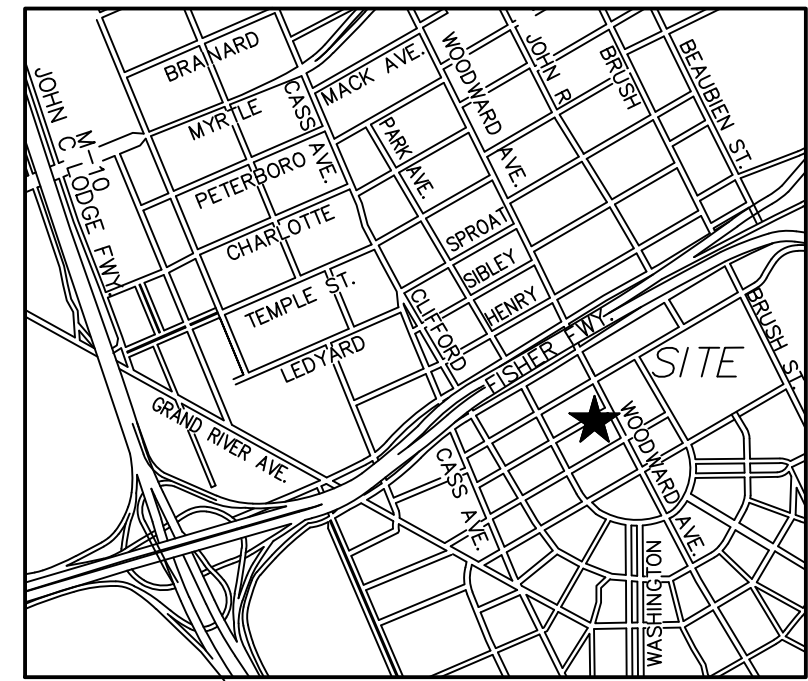 BRAINARD
MACK AVE.
WOODWARD AVE.
JOHN R
BRUSH
BEAUBIEN ST.
JOHN C LODGE FWY
M-10
MYRTLE
CASS AVE.
PARK AVE.
PETERBORO
CHARLOTTE
SPROAT
SIBLEY
HENRY
TEMPLE ST.
CLIFFORD
LEDYARD
FISHER FWY.
BRUSH ST.
SITE
GRAND RIVER AVE.
CASS AVE.
WOODWARD AVE.
WASHINGTON